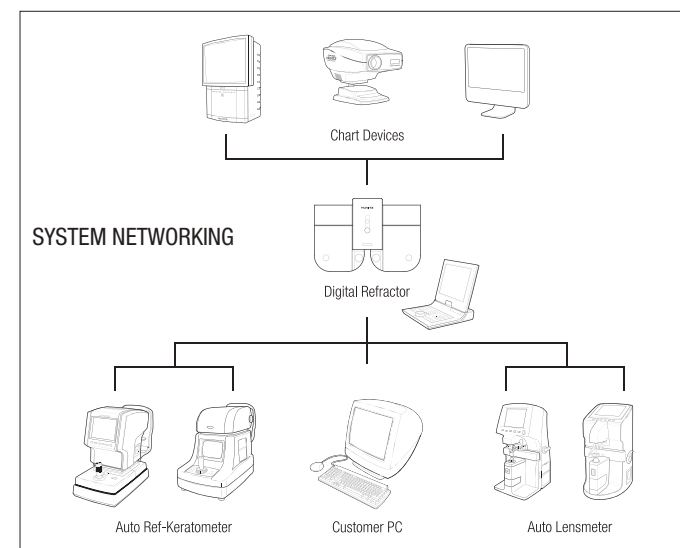 Chart Devices
SYSTEM NETWORKING
Digital Refractor
Auto Ref-Keratometer
Customer PC
Auto Lensmeter